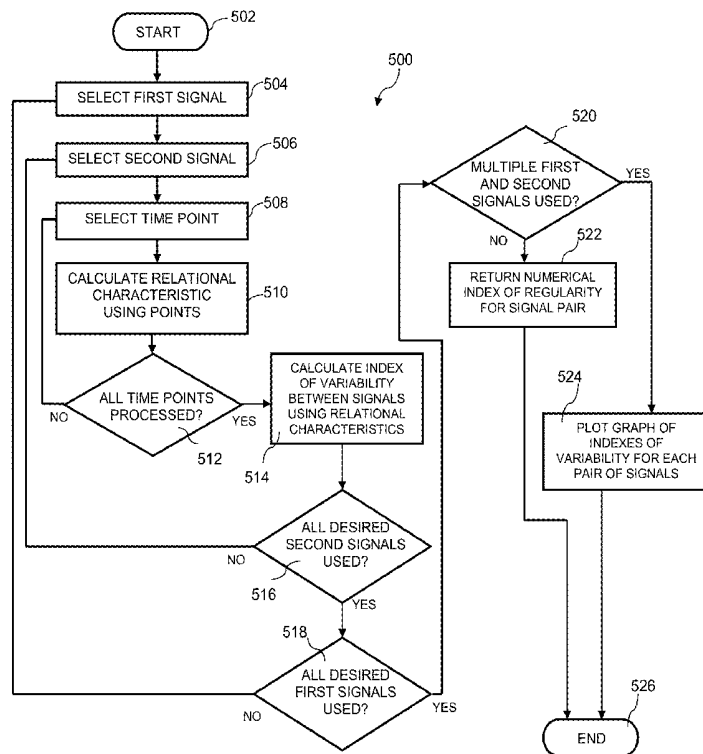 START
502
500
SELECT FIRST SIGNAL
504
SELECT SECOND SIGNAL
506
SELECT TIME POINT
508
CALCULATE RELATIONAL
CHARACTERISTIC
USING POINTS
510
ALL TIME POINTS
PROCESSED?
NO
YES
512
CALCULATE INDEX
OF VARIABILITY
BETWEEN SIGNALS
USING RELATIONAL
CHARACTERISTICS
514
ALL DESIRED
SECOND SIGNALS
USED?
NO
516
YES
518
ALL DESIRED
FIRST SIGNALS
USED?
NO
YES
520
MULTIPLE FIRST
AND SECOND
SIGNALS USED?
YES
NO
522
RETURN NUMERICAL
INDEX OF REGULARITY
FOR SIGNAL PAIR
524
PLOT GRAPH OF
INDEXES OF
VARIABILITY FOR EACH
PAIR OF SIGNALS
526
END